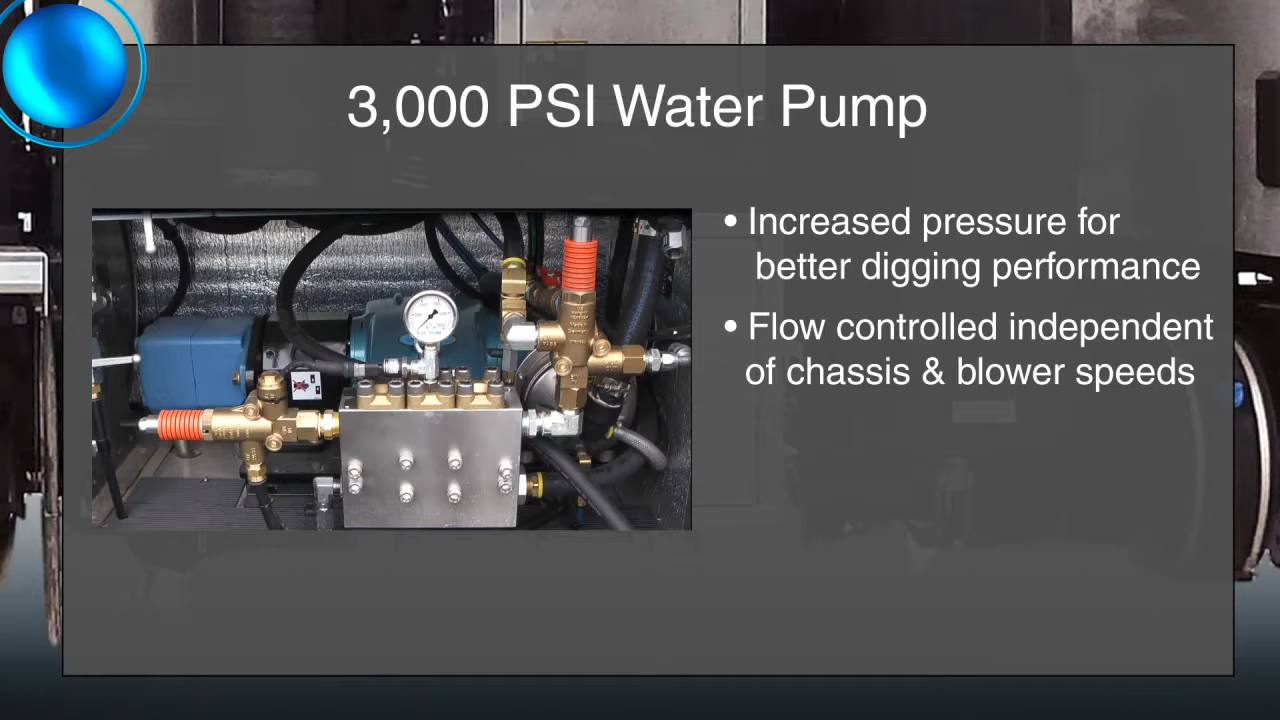 3,000 PSI Water Pump
• Increased pressure for
better digging performance
• Flow controlled independent
of chassis & blower speeds